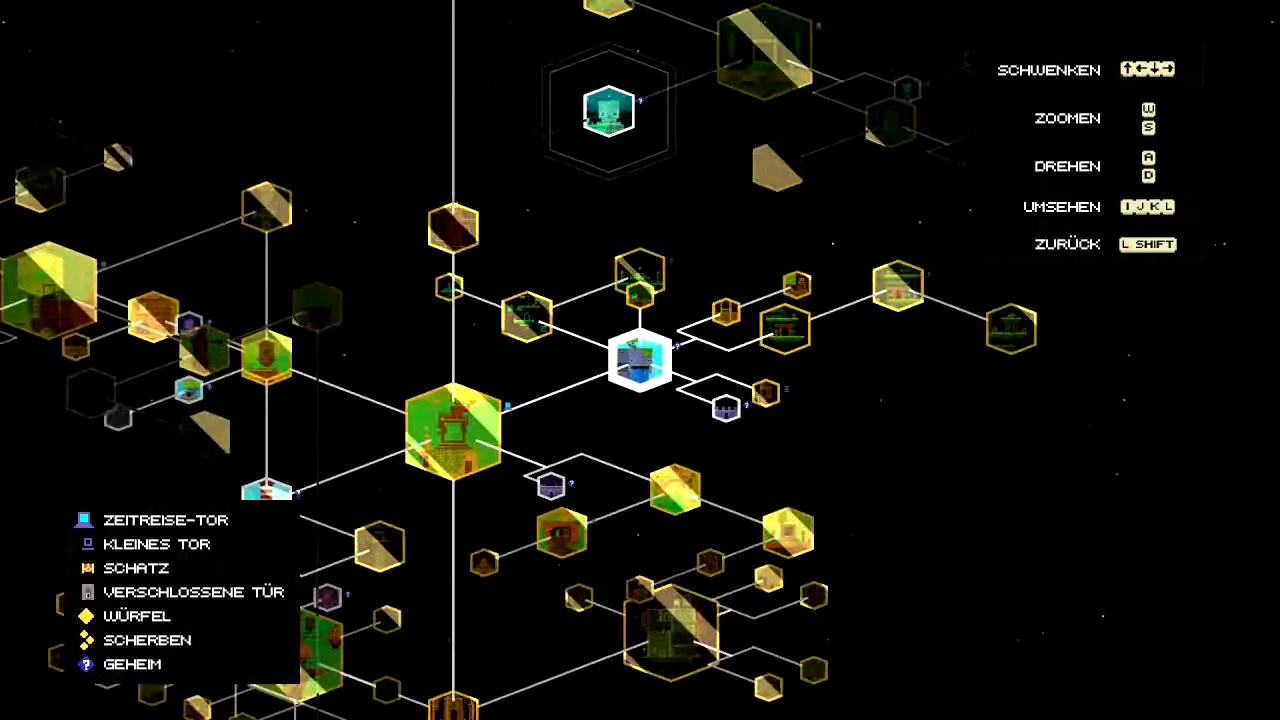 SCHWENKEN ↑←↓→
ZOOMEN W S
DREHEN A D
UMSEHEN I J K L
ZURÜCK L SHIFT
ZEITREISE-TOR
KLEINES TOR
SCHATZ
VERSCHLOSSENE TÜR
WÜRFEL
SCHERBEN
? GEHEIM